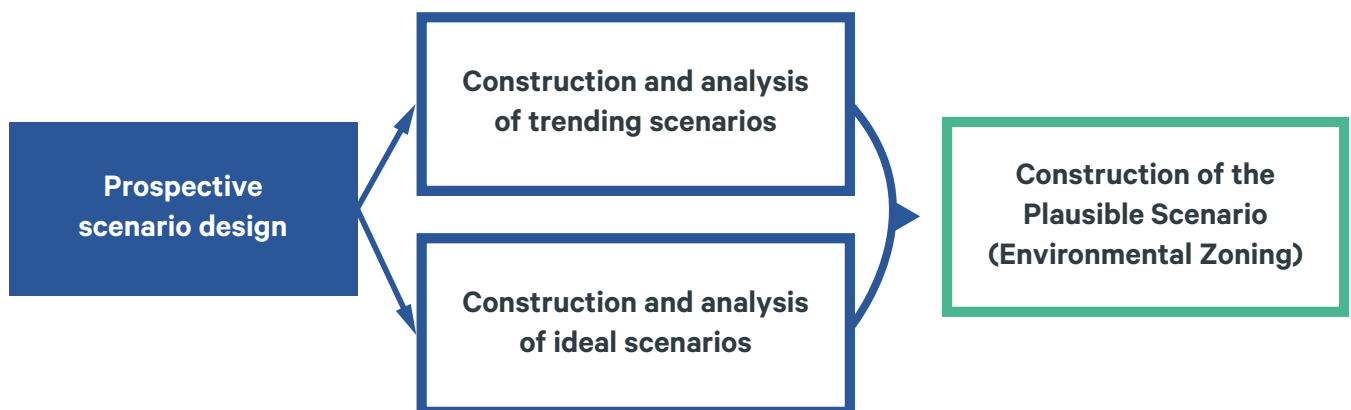 Prospective
scenario design
Construction and analysis
of trending scenarios
Construction and analysis
of ideal scenarios
Construction of the
Plausible Scenario
(Environmental Zoning)